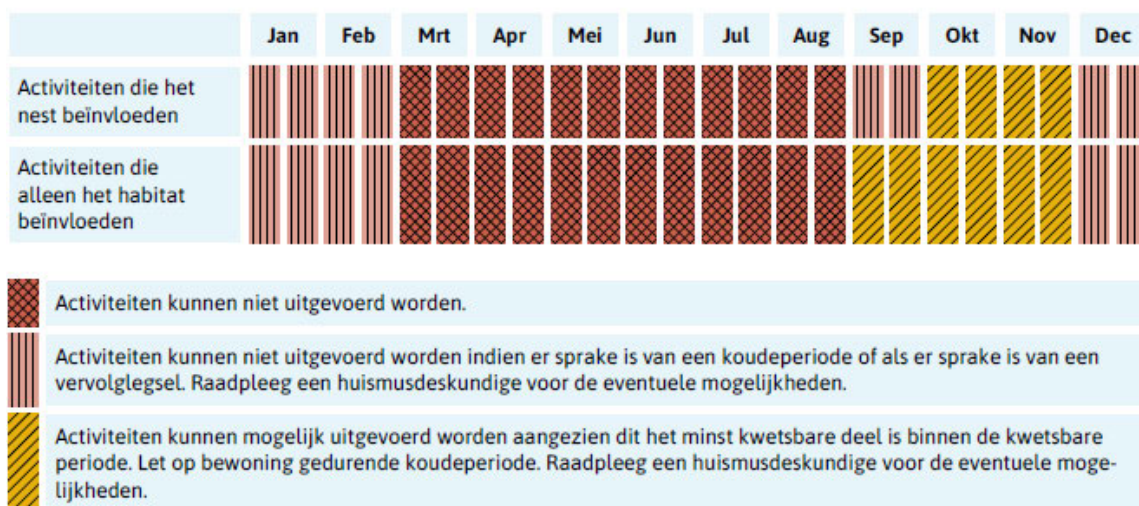 Jan Feb Mrt Apr Mei Jun Jul Aug Sep Okt Nov Dec
Activiteiten die het
nest beïnvloeden
Activiteiten die
alleen het habitat
beïnvloeden
Activiteiten kunnen niet uitgevoerd worden.
Activiteiten kunnen niet uitgevoerd worden indien er sprake is van een koudeperiode of als er sprake is van een
vervolglegsel. Raadpleeg een huismusdeskundige voor de eventuele mogelijkheden.
Activiteiten kunnen mogelijk uitgevoerd worden aangezien dit het minst kwetsbare deel is binnen de kwetsbare
periode. Let op bewoning gedurende koudeperiode. Raadpleeg een huismusdeskundige voor de eventuele moge-
lijkheden.